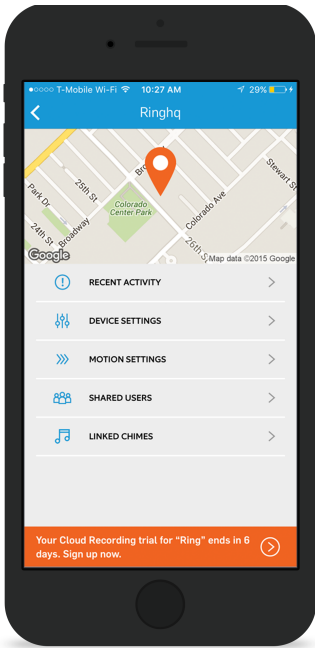 T-Mobile Wi-Fi 10:27 AM 29%
Ringhq
Stewart St
Park Dr
25th St
Broadway
Colorado
Center Park
Colorado Ave
24th St
26th St
Google
Map data ©2015 Google
RECENT ACTIVITY
DEVICE SETTINGS
MOTION SETTINGS
SHARED USERS
LINKED CHIMES
Your Cloud Recording trial for “Ring” ends in 6
days. Sign up now.